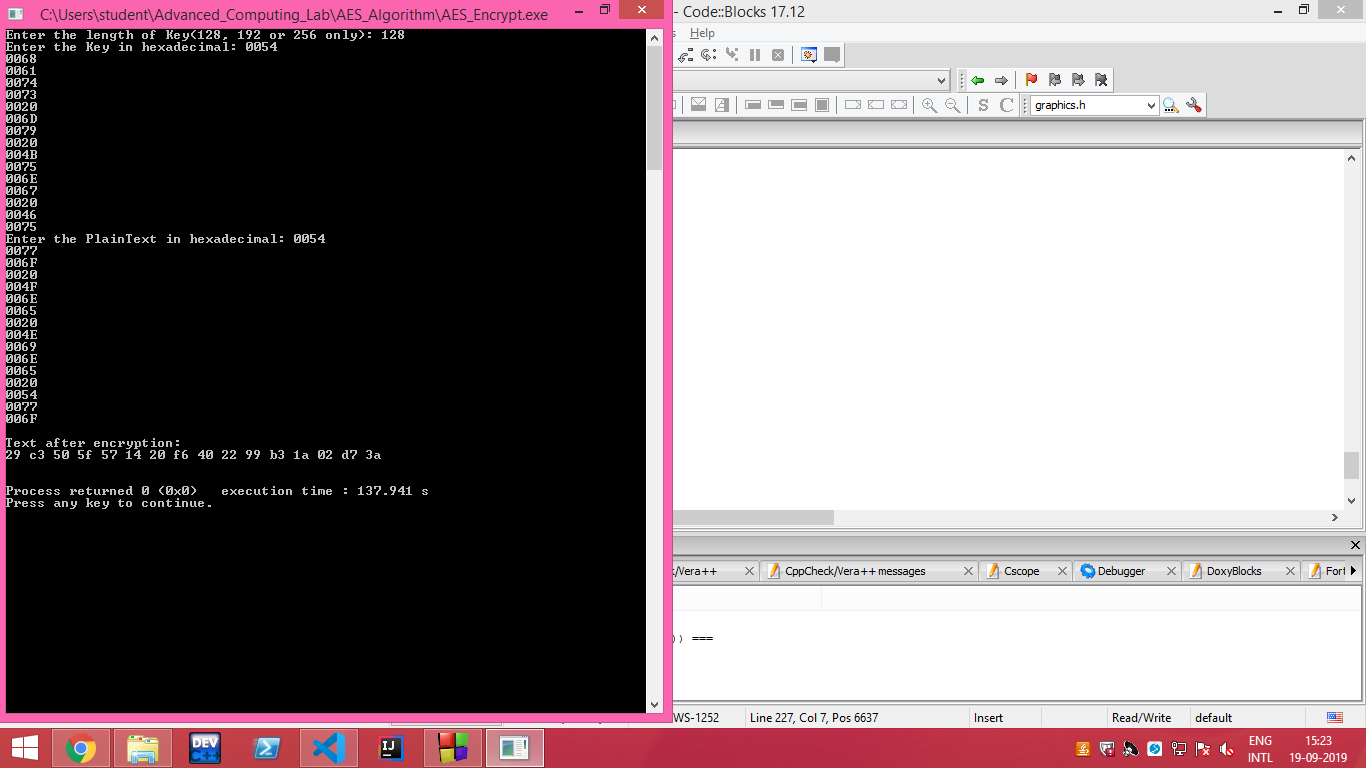 C:\Users\student\Advanced_Computing_Lab\AES_Algorithm\AES_Encrypt.exe
- Code::Blocks 17.12
Enter the length of Key(128, 192 or 256 only): 128
Enter the Key in hexadecimal: 0054
0068
0061
0074
0073
0020
006D
0079
0020
004B
0075
006E
0067
0020
0046
0075
Enter the PlainText in hexadecimal: 0054
0077
006F
0020
004F
006E
0065
0020
004E
0069
006E
0065
0020
0054
0077
006F
Text after encryption:
29 c3 50 5f 57 14 20 f6 40 22 99 b3 1a 02 d7 3a
Process returned 0 (0x0)   execution time : 137.941 s
Press any key to continue.
s Help
S C graphics.h
/Vera++ CppCheck/Vera++ messages Cscope Debugger DoxyBlocks Fort
)) ===
WS-1252 Line 227, Col 7, Pos 6637 Insert Read/Write default
DEV C++ IJ
ENG 15:23
INTL 19-09-2019